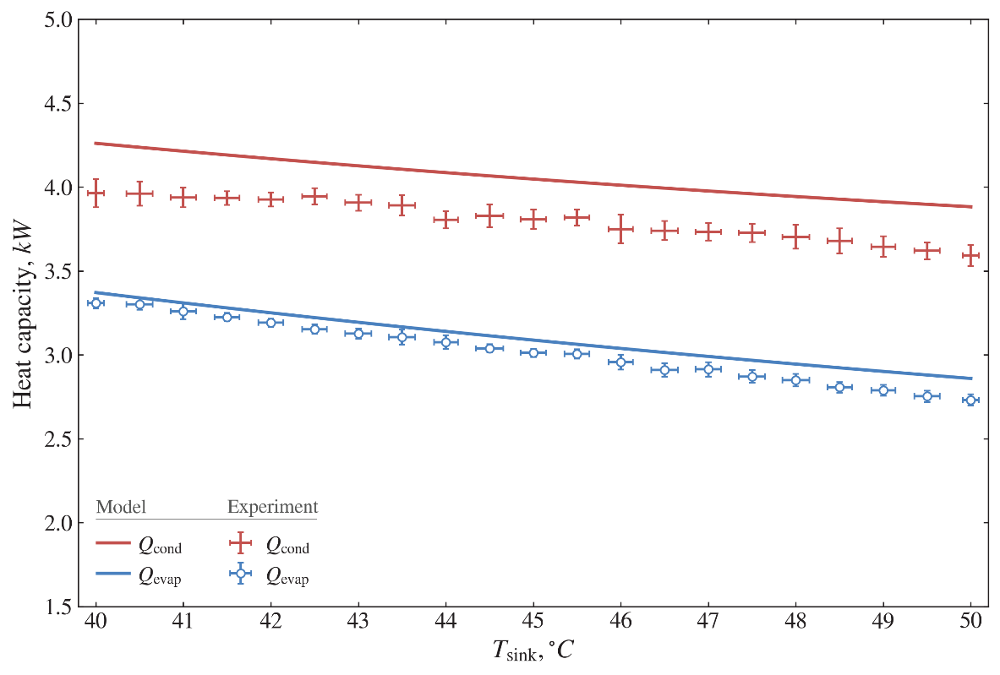 5.0
4.5
4.0
3.5
3.0
2.5
2.0
1.5
Heat capacity, kW
Model Experiment
Qcond Qcond
Qevap Qevap
40 41 42 43 44 45 46 47 48 49 50
Tsink, °C